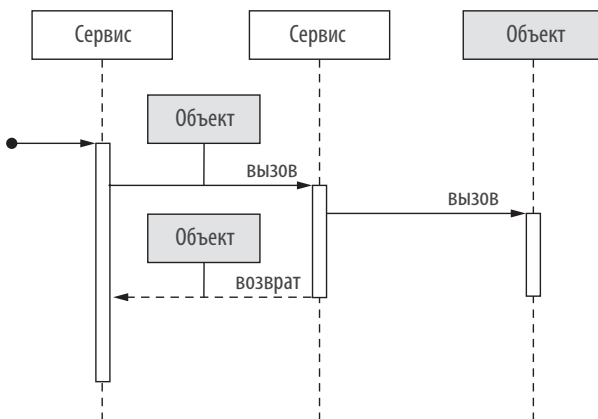 Сервис
Сервис
Объект
Объект
вызов
вызов
Объект
возврат